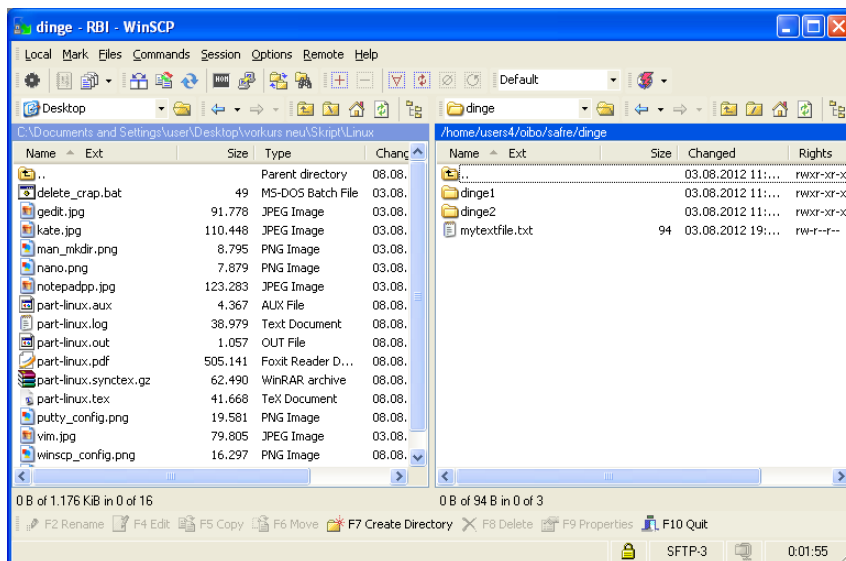 dinge - RBI - WinSCP
Local Mark Files Commands Session Options Remote Help
Default
Desktop dinge
C:\Documents and Settings\user\Desktop\vorkurs neu\Skript\Linux /home/users4/oibo/safre/dinge
Name Ext Size Type Chang Name Ext Size Changed Rights
.. Parent directory 08.08. .. 03.08.2012 11:... rwxr-xr-x
delete_crap.bat 49 MS-DOS Batch File 03.08. dinge1 03.08.2012 11:... rwxr-xr-x
gedit.jpg 91.778 JPEG Image 03.08. dinge2 03.08.2012 11:... rwxr-xr-x
kate.jpg 110.448 JPEG Image 03.08. mytextfile.txt 94 03.08.2012 19:... rw-r--r--
man_mkdir.png 8.795 PNG Image 03.08.
nano.png 7.879 PNG Image 03.08.
notepadpp.jpg 123.283 JPEG Image 03.08.
part-linux.aux 4.367 AUX File 08.08.
part-linux.log 38.979 Text Document 08.08.
part-linux.out 1.057 OUT File 08.08.
part-linux.pdf 505.141 Foxit Reader D... 08.08.
part-linux.synctex.gz 62.490 WinRAR archive 08.08.
part-linux.tex 41.668 TeX Document 08.08.
putty_config.png 19.581 PNG Image 08.08.
vim.jpg 79.805 JPEG Image 03.08.
winscp_config.png 16.297 PNG Image 08.08.
0 B of 1.176 KiB in 0 of 16 0 B of 94 B in 0 of 3
F2 Rename F4 Edit F5 Copy F6 Move F7 Create Directory F8 Delete F9 Properties F10 Quit
SFTP-3 0:01:55